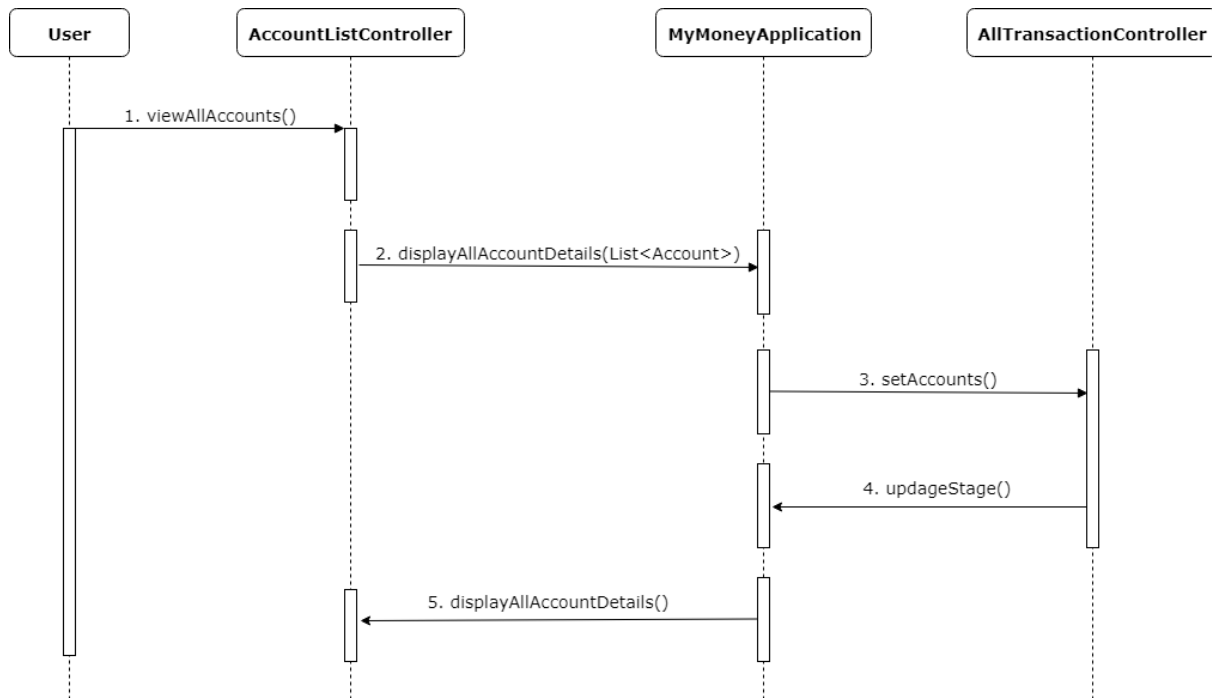 User
AccountListController
MyMoneyApplication
AllTransactionController
1. viewAllAccounts()
2. displayAllAccountDetails(List<Account>)
3. setAccounts()
4. updageStage()
5. displayAllAccountDetails()